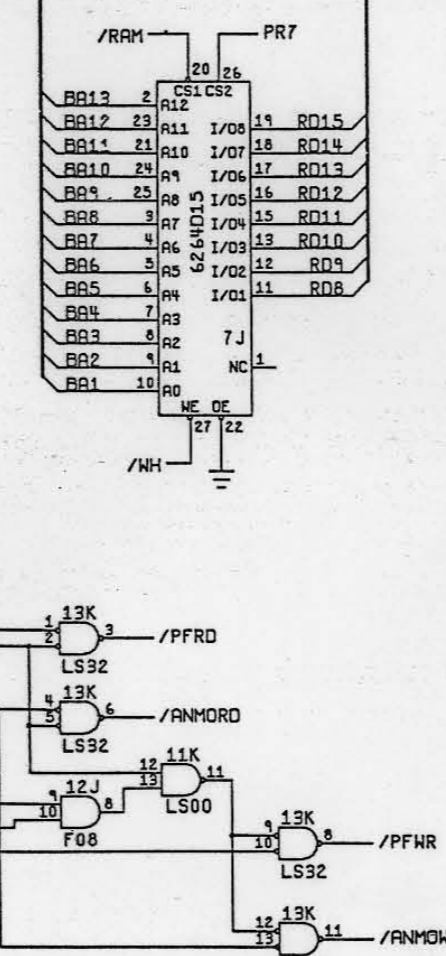 /RAM PR7
20 26
CS1 CS2
BA13 2 A12
BA12 23 A11 I/O8 19 RD15
BA11 21 A10 I/O7 18 RD14
BA10 24 A9 I/O6 17 RD13
BA9 25 A8 I/O5 16 RD12
BA8 3 A7 I/O4 15 RD11
BA7 4 A6 I/O3 13 RD10
BA6 5 A5 I/O2 12 RD9
BA5 6 A4 I/O1 11 RD8
BA4 7 A3
BA3 8 A2
BA2 9 A1 NC 1
BA1 10 A0
6264D15
7J
WE OE
27 22
/WH
13K
1 2 3 /PFRD
LS32
13K
4 5 6 /ANMORD
LS32
11K
12 13 11
LS00
12J
9 10 8
F08
13K
9 10 8 /PFWR
LS32
13K
12 13 11 /ANMOW